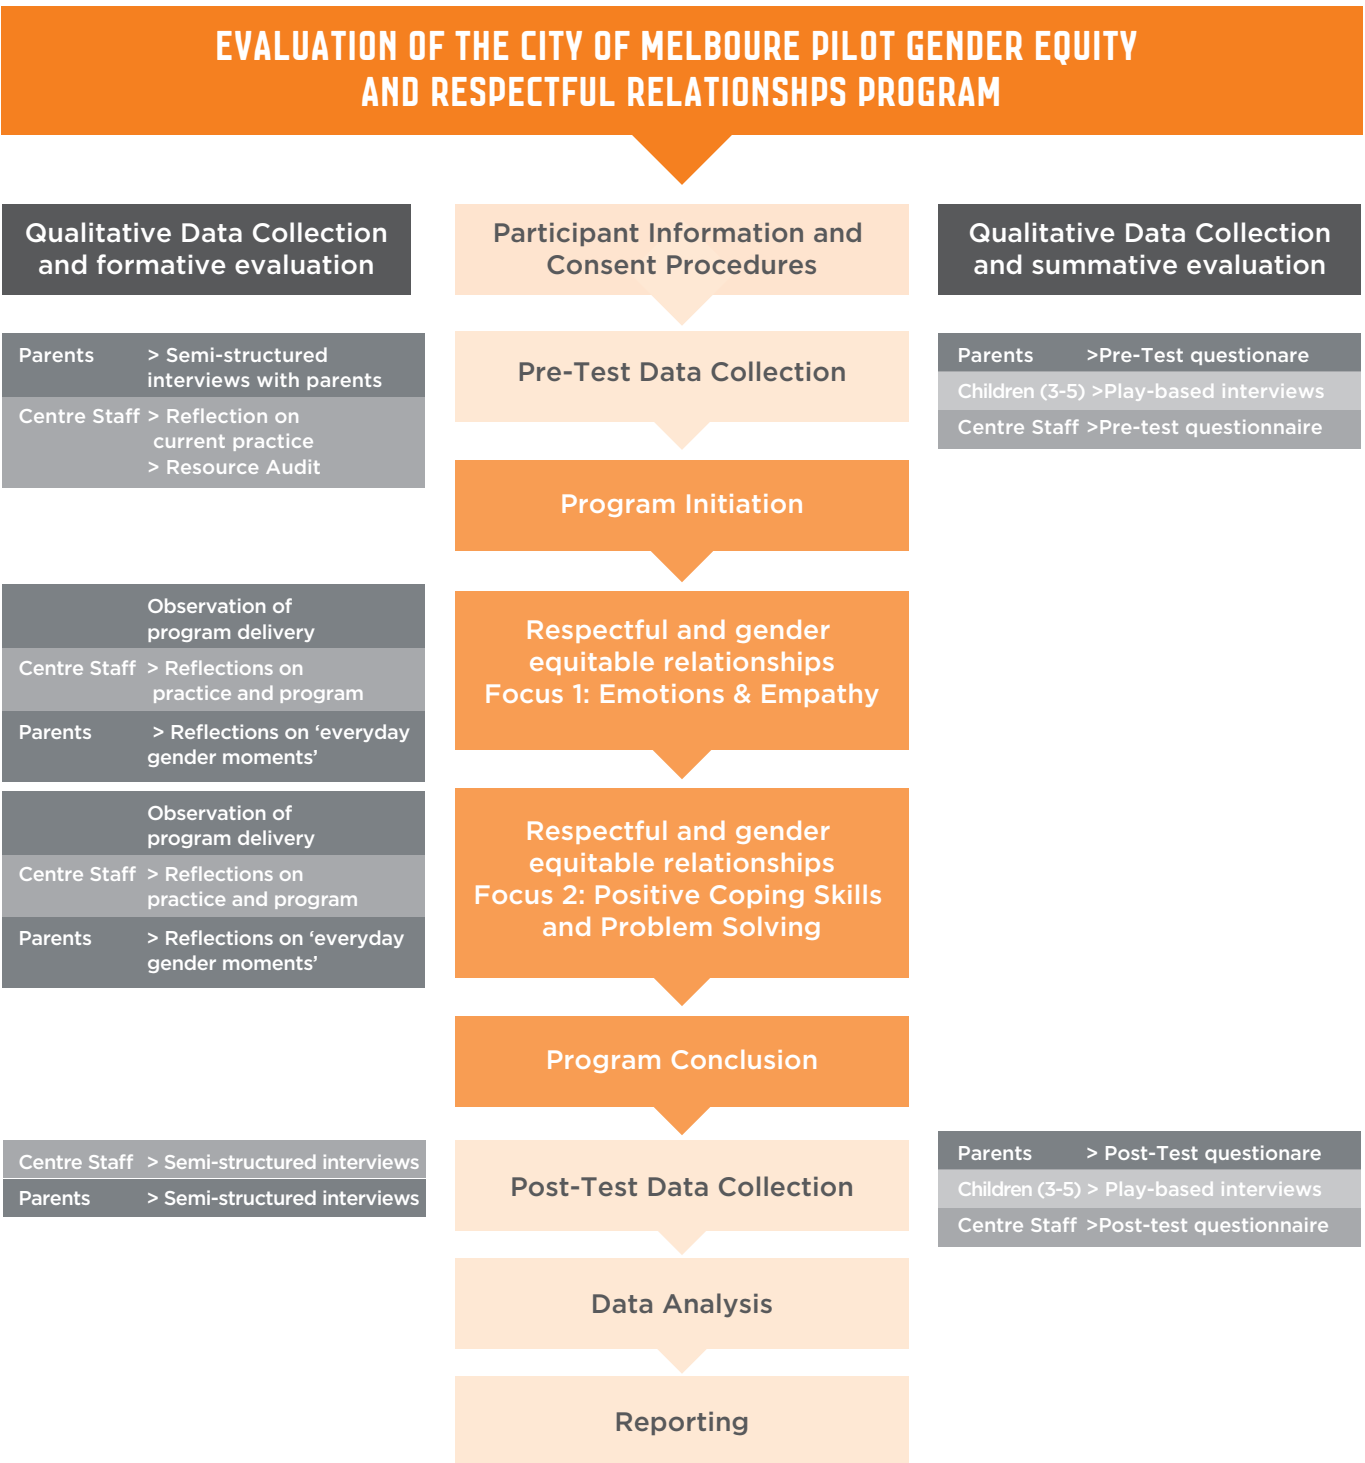 EVALUATION OF THE CITY OF MELBOURE PILOT GENDER EQUITY
AND RESPECTFUL RELATIONSHPS PROGRAM
Qualitative Data Collection
and formative evaluation
Participant Information and
Consent Procedures
Qualitative Data Collection
and summative evaluation
Parents > Semi-structured
interviews with parents
Centre Staff > Reflection on
current practice
> Resource Audit
Pre-Test Data Collection
Parents >Pre-Test questionare
Children (3-5) >Play-based interviews
Centre Staff >Pre-test questionnaire
Program Initiation
Observation of
program delivery
Centre Staff > Reflections on
practice and program
Parents > Reflections on ‘everyday
gender moments’
Respectful and gender
equitable relationships
Focus 1: Emotions & Empathy
Observation of
program delivery
Centre Staff > Reflections on
practice and program
Parents > Reflections on ‘everyday
gender moments’
Respectful and gender
equitable relationships
Focus 2: Positive Coping Skills
and Problem Solving
Program Conclusion
Centre Staff > Semi-structured interviews
Parents > Semi-structured interviews
Post-Test Data Collection
Parents > Post-Test questionare
Children (3-5) > Play-based interviews
Centre Staff >Post-test questionnaire
Data Analysis
Reporting